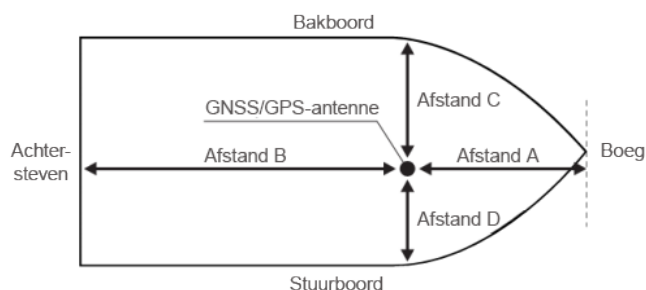 Bakboord
GNSS/GPS-antenne
Afstand C
Achter-
steven
Afstand B
Afstand A
Boeg
Afstand D
Stuurboord